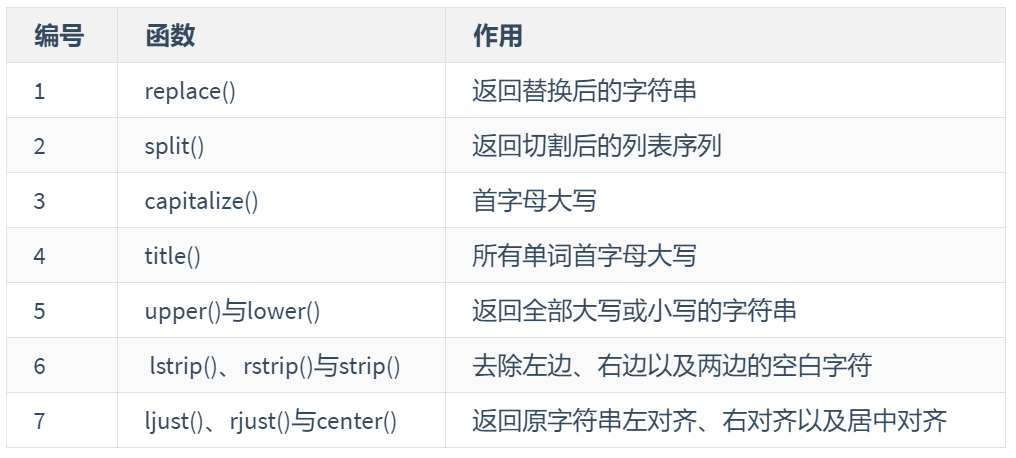 编号 函数 作用
1 replace() 返回替换后的字符串
2 split() 返回切割后的列表序列
3 capitalize() 首字母大写
4 title() 所有单词首字母大写
5 upper()与lower() 返回全部大写或小写的字符串
6 lstrip()、rstrip()与strip() 去除左边、右边以及两边的空白字符
7 ljust()、rjust()与center() 返回原字符串左对齐、右对齐以及居中对齐